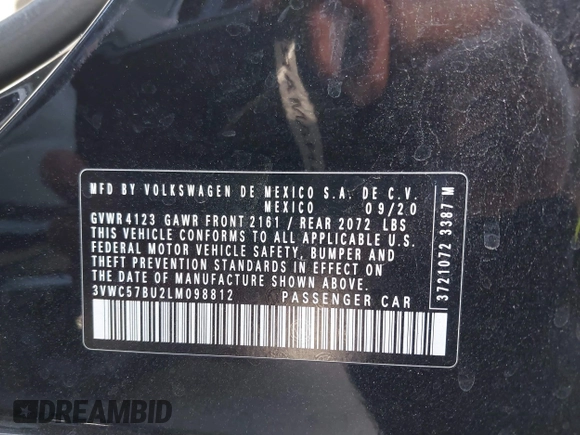 MFD BY VOLKSWAGEN DE MEXICO S.A. DE C.V.
MEXICO 09/20
GVWR 4123 GAWR FRONT 2161 / REAR 2072 LBS
THIS VEHICLE CONFORMS TO ALL APPLICABLE U.S.
FEDERAL MOTOR VEHICLE SAFETY, BUMPER AND
THEFT PREVENTION STANDARDS IN EFFECT ON
THE DATE OF MANUFACTURE SHOWN ABOVE.
3VWC57BU2LM098812 PASSENGER CAR
3721072 3387 M
DREAMBID